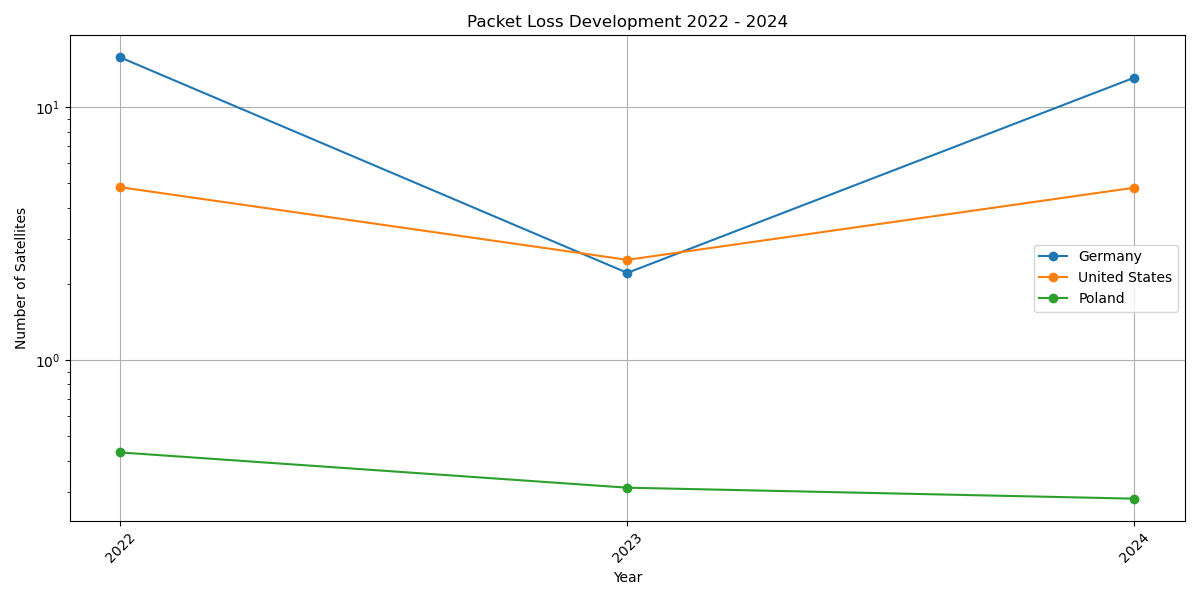 Packet Loss Development 2022 - 2024
Number of Satellites
10¹
10⁰
Germany
United States
Poland
2022
2023
2024
Year